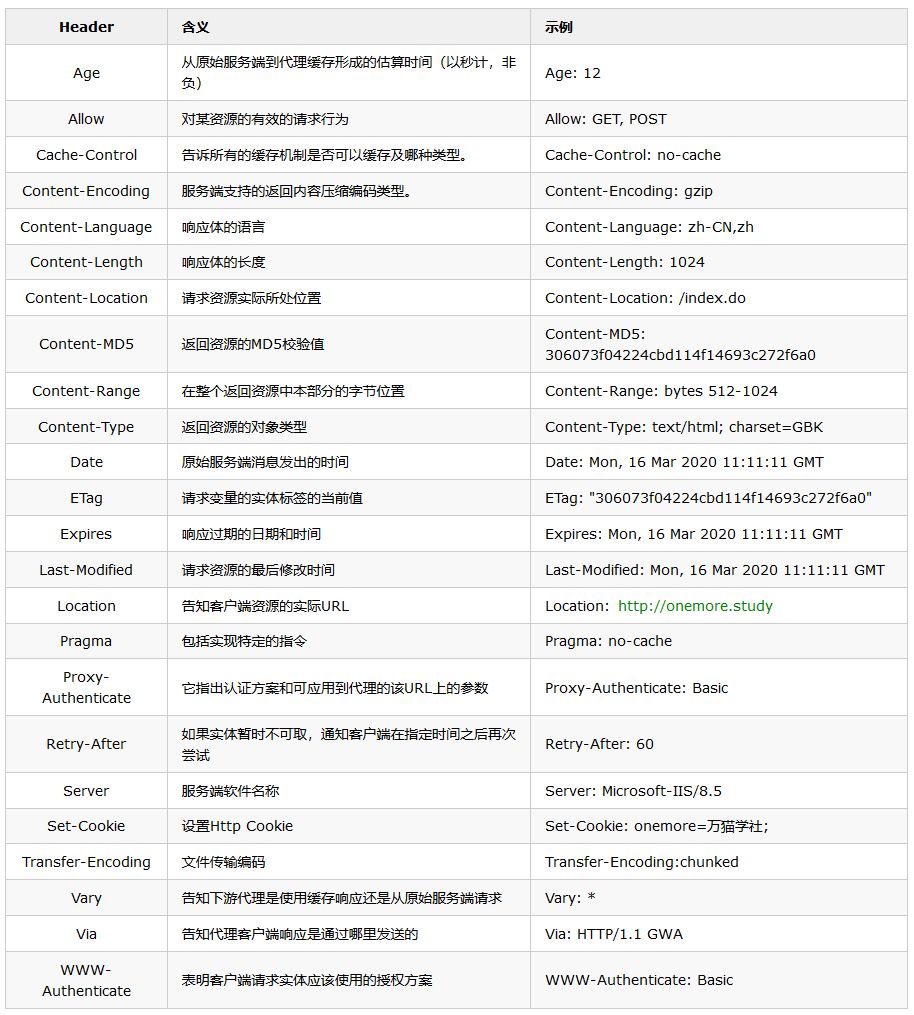 Header 含义 示例
Age 从原始服务端到代理缓存形成的估算时间（以秒计，非
负） Age: 12
Allow 对某资源的有效的请求行为 Allow: GET, POST
Cache-Control 告诉所有的缓存机制是否可以缓存及哪种类型。 Cache-Control: no-cache
Content-Encoding 服务端支持的返回内容压缩编码类型。 Content-Encoding: gzip
Content-Language 响应体的语言 Content-Language: zh-CN,zh
Content-Length 响应体的长度 Content-Length: 1024
Content-Location 请求资源实际所处位置 Content-Location: /index.do
Content-MD5 返回资源的MD5校验值 Content-MD5:
306073f04224cbd114f14693c272f6a0
Content-Range 在整个返回资源中本部分的字节位置 Content-Range: bytes 512-1024
Content-Type 返回资源的对象类型 Content-Type: text/html; charset=GBK
Date 原始服务端消息发出的时间 Date: Mon, 16 Mar 2020 11:11:11 GMT
ETag 请求变量的实体标签的当前值 ETag: "306073f04224cbd114f14693c272f6a0"
Expires 响应过期的日期和时间 Expires: Mon, 16 Mar 2020 11:11:11 GMT
Last-Modified 请求资源的最后修改时间 Last-Modified: Mon, 16 Mar 2020 11:11:11 GMT
Location 告知客户端资源的实际URL Location: http://onemore.study
Pragma 包括实现特定的指令 Pragma: no-cache
Proxy-
Authenticate 它指出认证方案和可应用到代理的该URL上的参数 Proxy-Authenticate: Basic
Retry-After 如果实体暂时不可取，通知客户端在指定时间之后再次
尝试 Retry-After: 60
Server 服务端软件名称 Server: Microsoft-IIS/8.5
Set-Cookie 设置Http Cookie Set-Cookie: onemore=万猫学社;
Transfer-Encoding 文件传输编码 Transfer-Encoding:chunked
Vary 告知下游代理是使用缓存响应还是从原始服务端请求 Vary: *
Via 告知代理客户端响应是通过哪里发送的 Via: HTTP/1.1 GWA
WWW-
Authenticate 表明客户端请求实体应该使用的授权方案 WWW-Authenticate: Basic